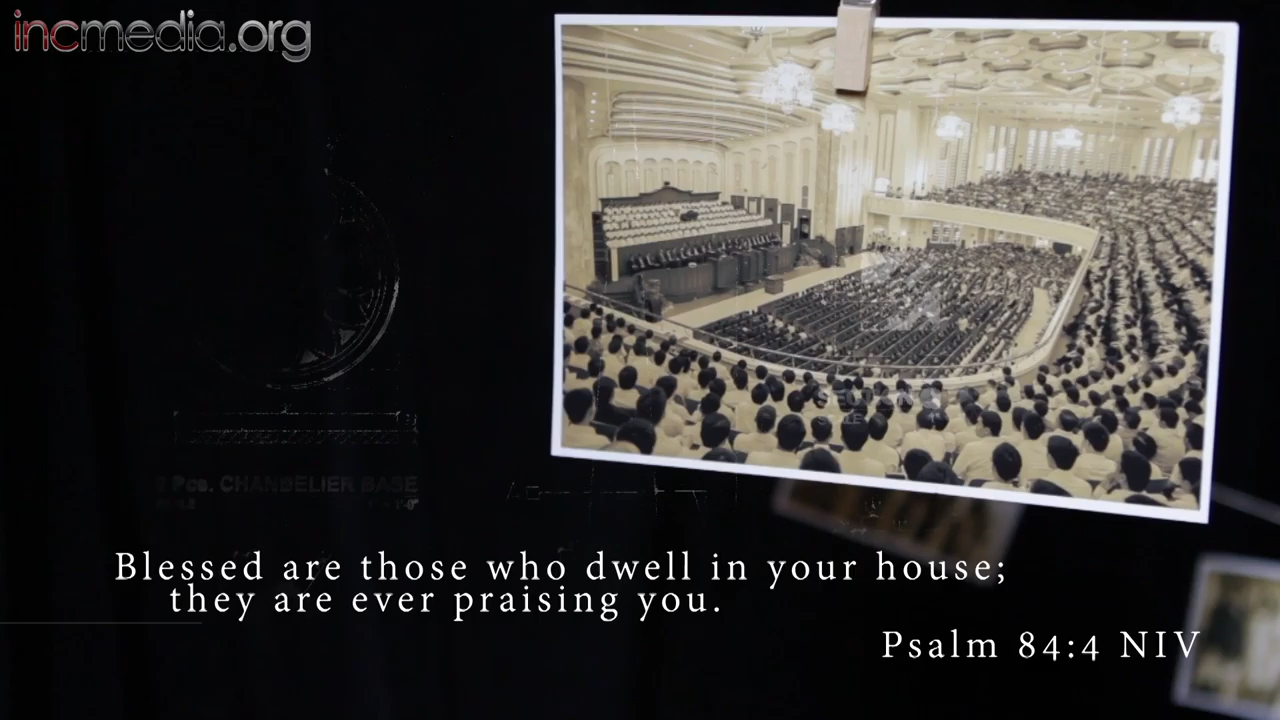 incmedia.org
2 Pcs. CHANDELIER BASE
Blessed are those who dwell in your house;
they are ever praising you.
Psalm 84:4 NIV